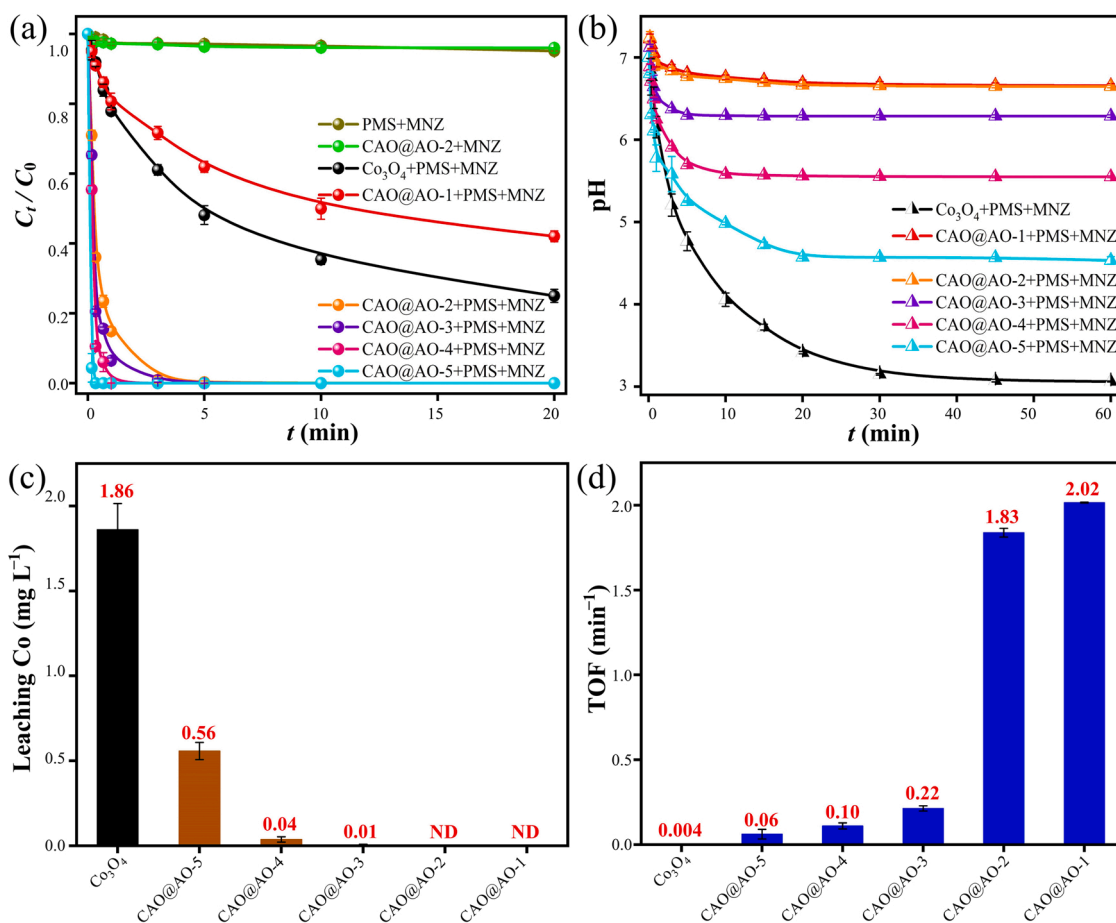 (a)
1.0
0.8
0.6
0.4
0.2
0.0
Cₜ / C₀
PMS+MNZ
CAO@AO-2+MNZ
Co₃O₄+PMS+MNZ
CAO@AO-1+PMS+MNZ
CAO@AO-2+PMS+MNZ
CAO@AO-3+PMS+MNZ
CAO@AO-4+PMS+MNZ
CAO@AO-5+PMS+MNZ
0 5 10 15 20
t (min)
(b)
7
6
5
4
3
pH
Co₃O₄+PMS+MNZ
CAO@AO-1+PMS+MNZ
CAO@AO-2+PMS+MNZ
CAO@AO-3+PMS+MNZ
CAO@AO-4+PMS+MNZ
CAO@AO-5+PMS+MNZ
0 10 20 30 40 50 60
t (min)
(c)
2.0
1.5
1.0
0.5
0.0
Leaching Co (mg L⁻¹)
1.86
0.56
0.04
0.01
ND
ND
Co₃O₄
CAO@AO-5
CAO@AO-4
CAO@AO-3
CAO@AO-2
CAO@AO-1
(d)
2.0
1.5
1.0
0.5
0.0
TOF (min⁻¹)
0.004
0.06
0.10
0.22
1.83
2.02
Co₃O₄
CAO@AO-5
CAO@AO-4
CAO@AO-3
CAO@AO-2
CAO@AO-1